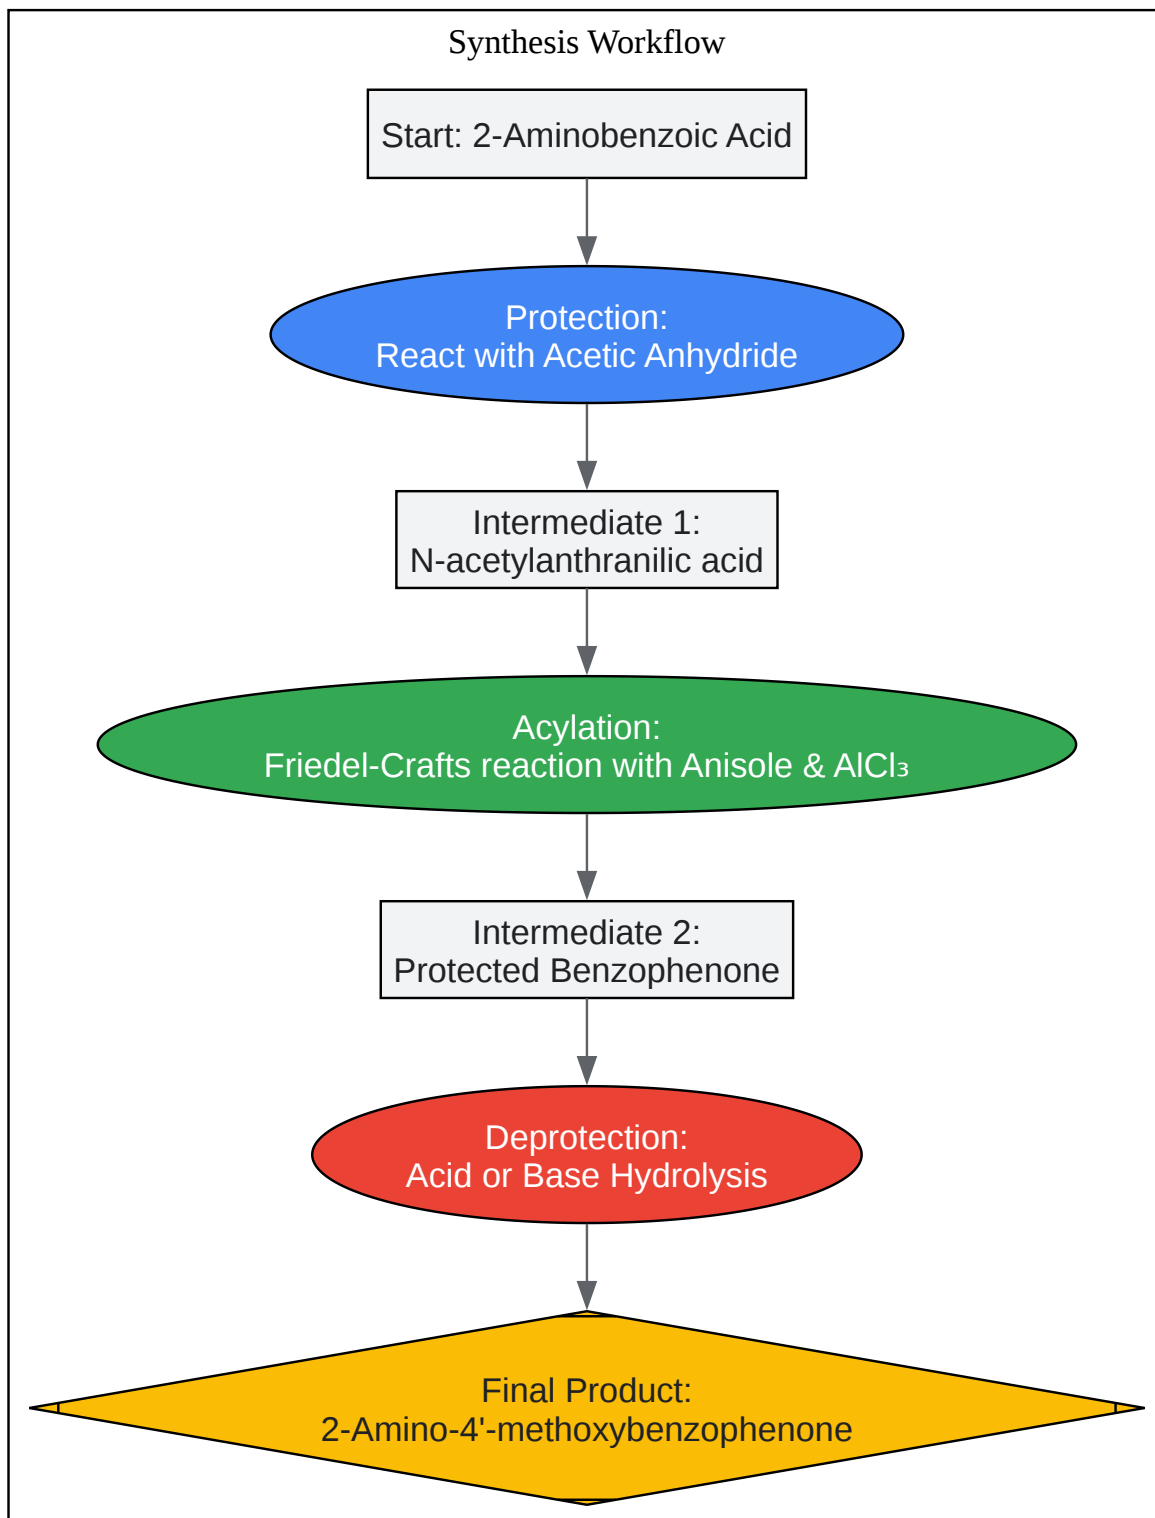 Synthesis Workflow
Start: 2-Aminobenzoic Acid
Protection:
React with Acetic Anhydride
Intermediate 1:
N-acetylanthranilic acid
Acylation:
Friedel-Crafts reaction with Anisole & AlCl₃
Intermediate 2:
Protected Benzophenone
Deprotection:
Acid or Base Hydrolysis
Final Product:
2-Amino-4'-methoxybenzophenone